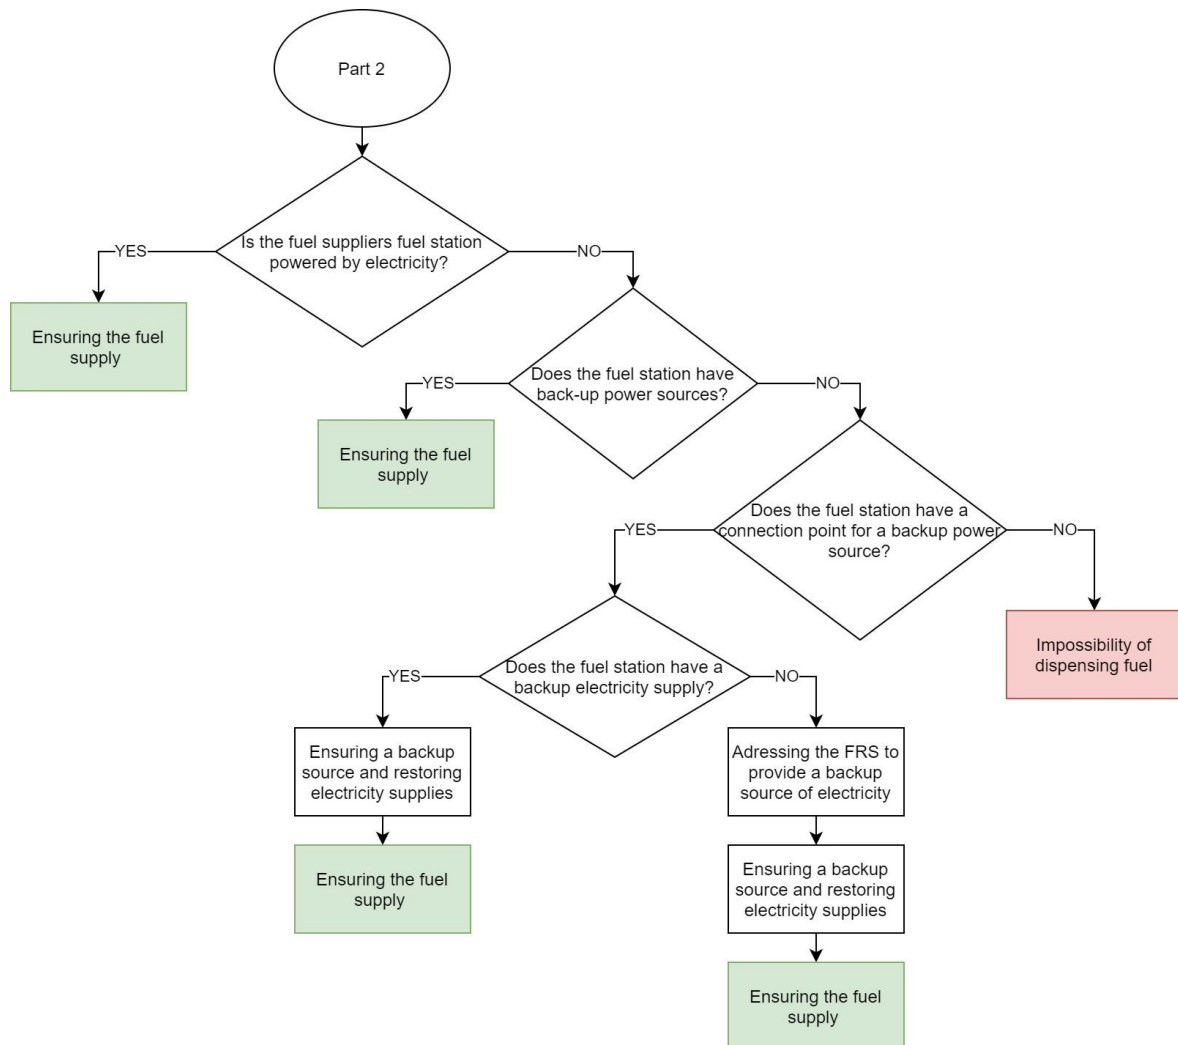 Part 2
Is the fuel suppliers fuel station
powered by electricity?
YES
NO
Ensuring the fuel
supply
Does the fuel station have
back-up power sources?
YES
NO
Ensuring the fuel
supply
Does the fuel station have a
connection point for a backup power
source?
YES
NO
Impossibility of
dispensing fuel
Does the fuel station have a
backup electricity supply?
YES
NO
Ensuring a backup
source and restoring
electricity supplies
Adressing the FRS to
provide a backup
source of electricity
Ensuring the fuel
supply
Ensuring a backup
source and restoring
electricity supplies
Ensuring the fuel
supply